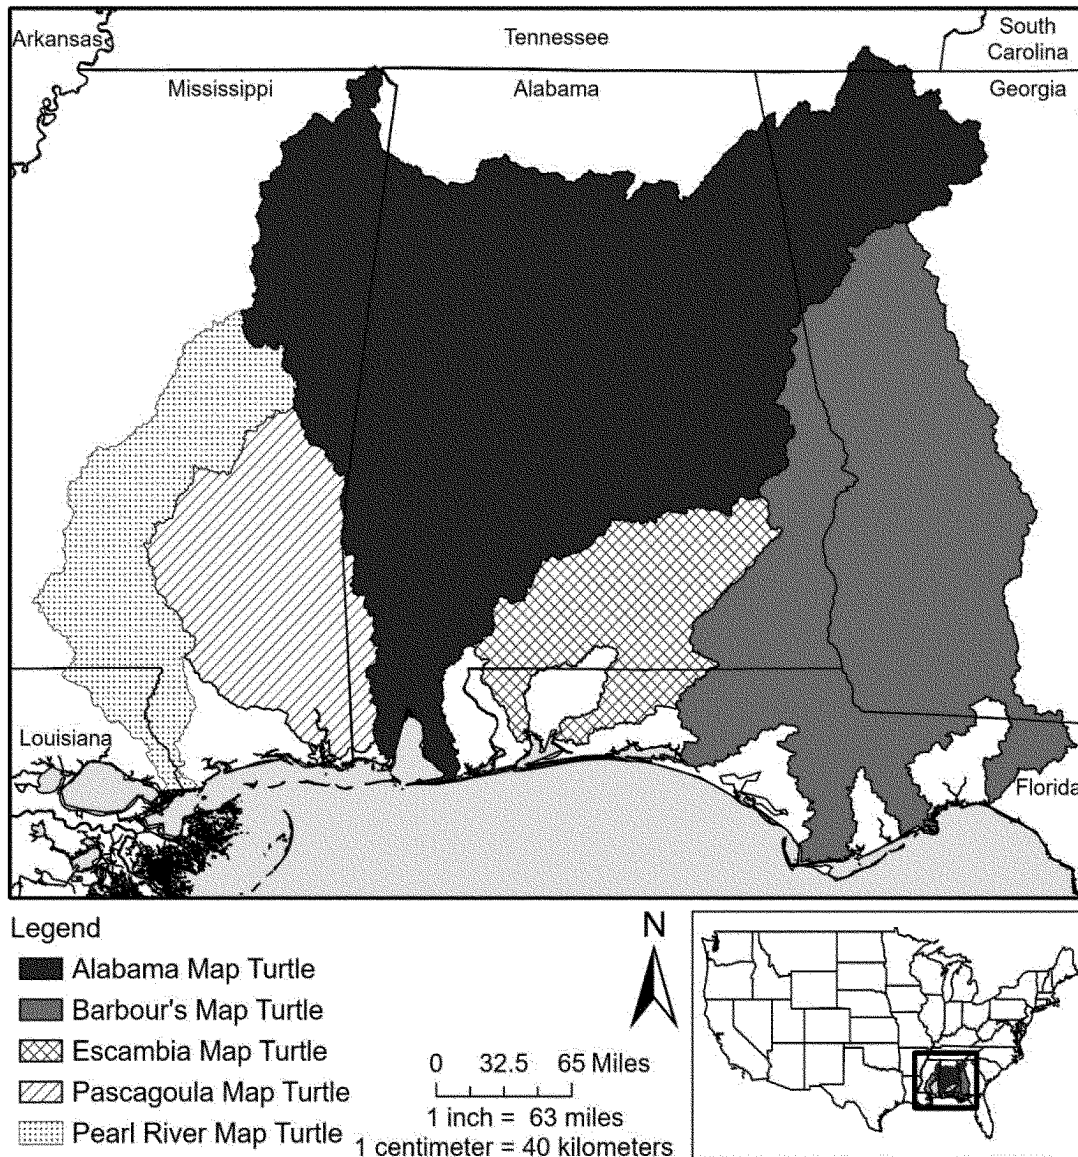 Arkansas
Tennessee
South
Carolina
Mississippi
Alabama
Georgia
Louisiana
Florida
Legend
Alabama Map Turtle
Barbour's Map Turtle
Escambia Map Turtle
Pascagoula Map Turtle
Pearl River Map Turtle
N
0 32.5 65 Miles
1 inch = 63 miles
1 centimeter = 40 kilometers